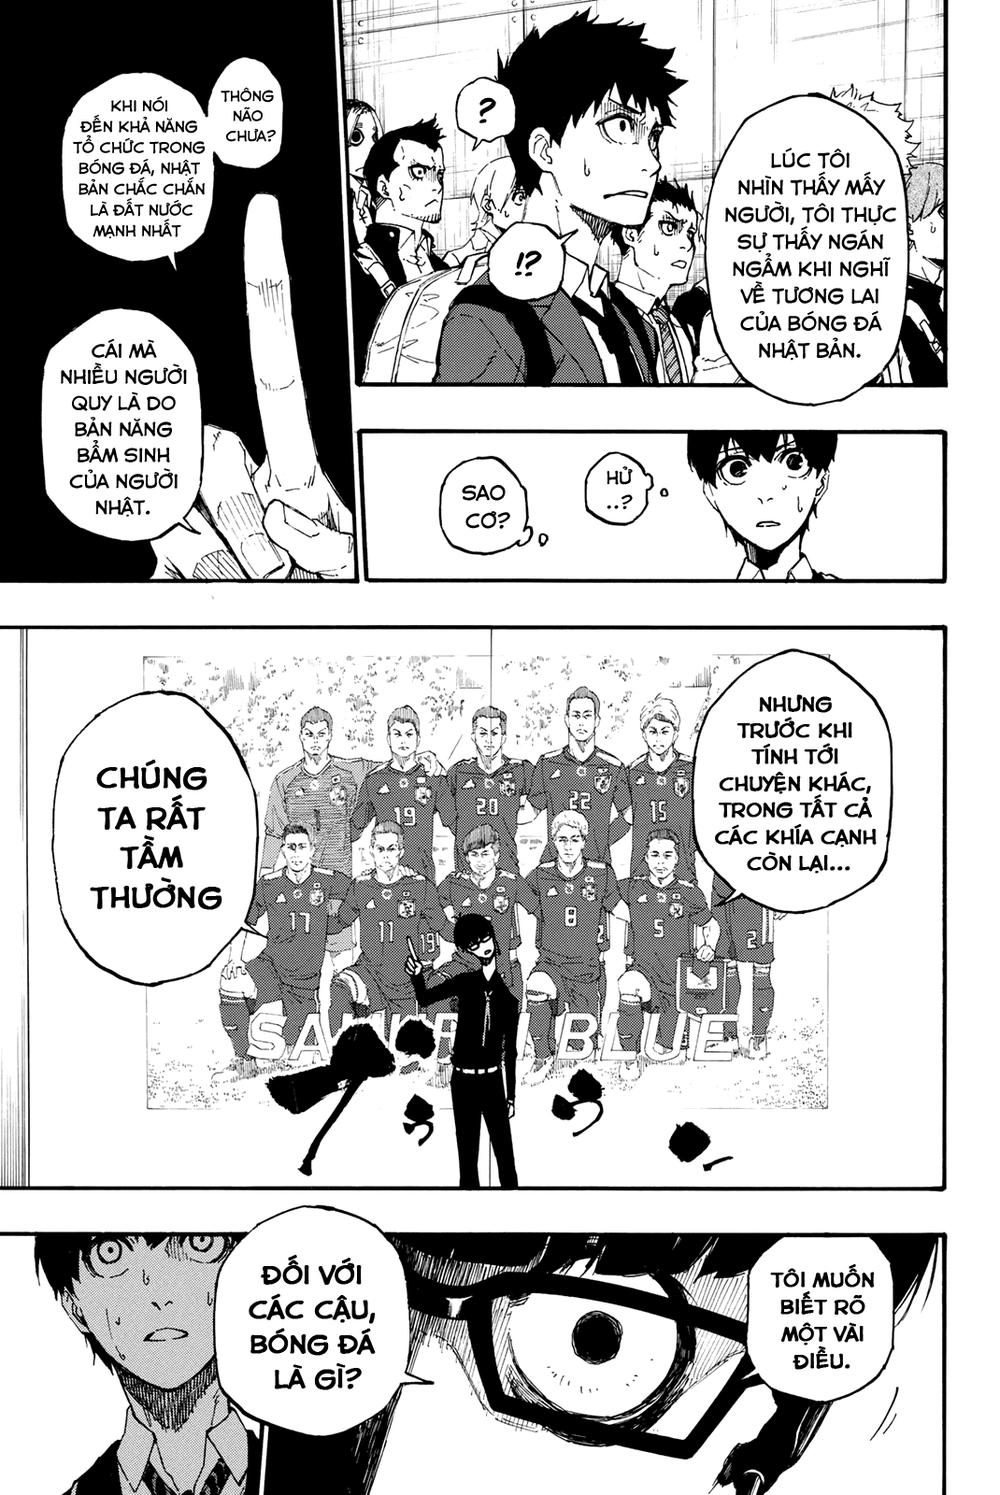 LÚC TÔI
NHÌN THẤY MẤY
NGƯỜI, TÔI THỰC
SỰ THẤY NGÁN
NGẨM KHI NGHĨ
VỀ TƯƠNG LAI
CỦA BÓNG ĐÁ
NHẬT BẢN.
?
!?
THÔNG
NÃO
CHƯA?
KHI NÓI
ĐẾN KHẢ NĂNG
TỔ CHỨC TRONG
BÓNG ĐÁ, NHẬT
BẢN CHẮC CHẮN
LÀ ĐẤT NƯỚC
MẠNH NHẤT
CÁI MÀ
NHIỀU NGƯỜI
QUY LÀ DO
BẢN NĂNG
BẨM SINH
CỦA NGƯỜI
NHẬT.
HỬ
..?
SAO
CƠ?
NHƯNG
TRƯỚC KHI
TÍNH TỚI
CHUYỆN KHÁC,
TRONG TẤT CẢ
CÁC KHÍA CẠNH
CÒN LẠI...
CHÚNG
TA RẤT
TẦM
THƯỜNG
1
19
20
22
15
17
11
19
8
2
5
2
BLUE
TÔI MUỐN
BIẾT RÕ
MỘT VÀI
ĐIỀU.
ĐỐI VỚI
CÁC CẬU,
BÓNG ĐÁ
LÀ GÌ?